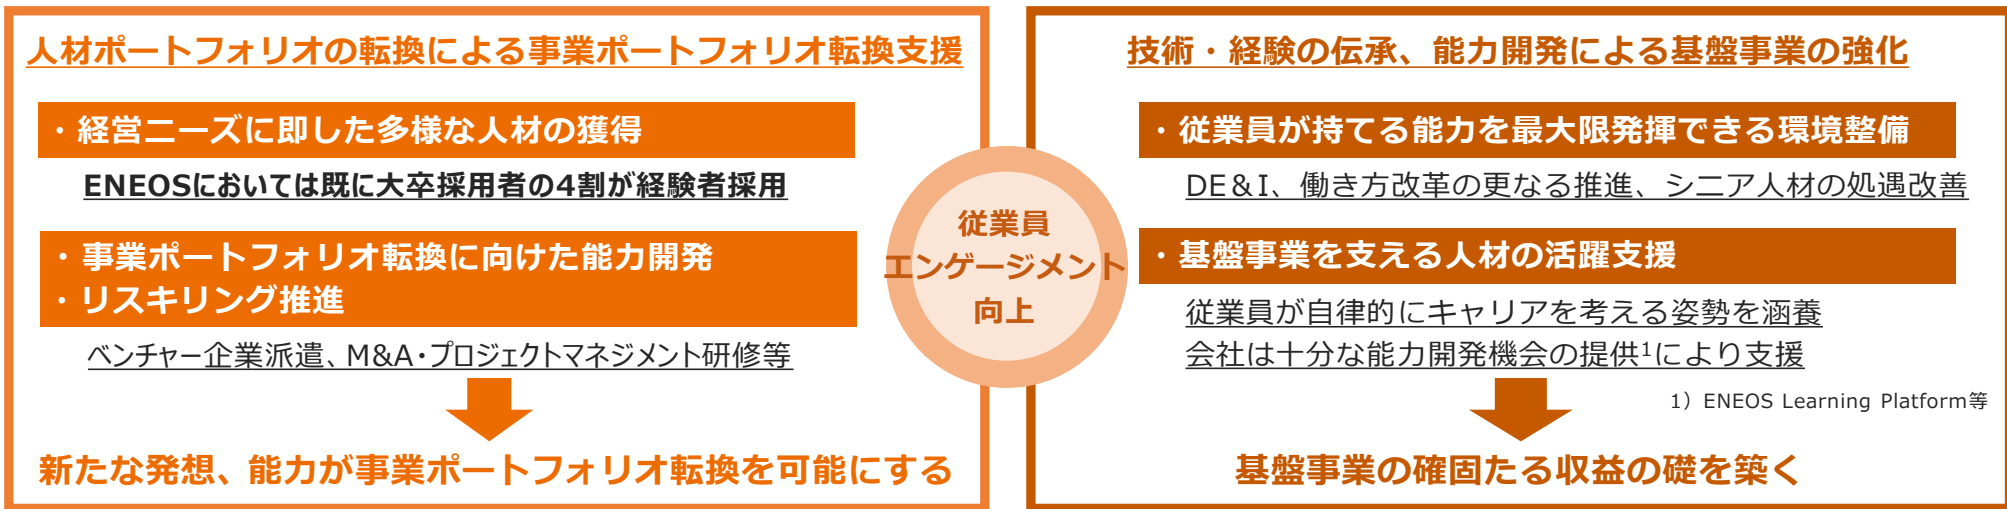 人材ポートフォリオの転換による事業ポートフォリオ転換支援
・経営ニーズに即した多様な人材の獲得
ENEOSにおいては既に大卒採用者の4割が経験者採用
・事業ポートフォリオ転換に向けた能力開発
・リスキリング推進
ベンチャー企業派遣、M&A・プロジェクトマネジメント研修等
新たな発想、能力が事業ポートフォリオ転換を可能にする
従業員
エンゲージメント
向上
技術・経験の伝承、能力開発による基盤事業の強化
・従業員が持てる能力を最大限発揮できる環境整備
DE&I、働き方改革の更なる推進、シニア人材の処遇改善
・基盤事業を支える人材の活躍支援
従業員が自律的にキャリアを考える姿勢を涵養
会社は十分な能力開発機会の提供1により支援
1）ENEOS Learning Platform等
基盤事業の確固たる収益の礎を築く